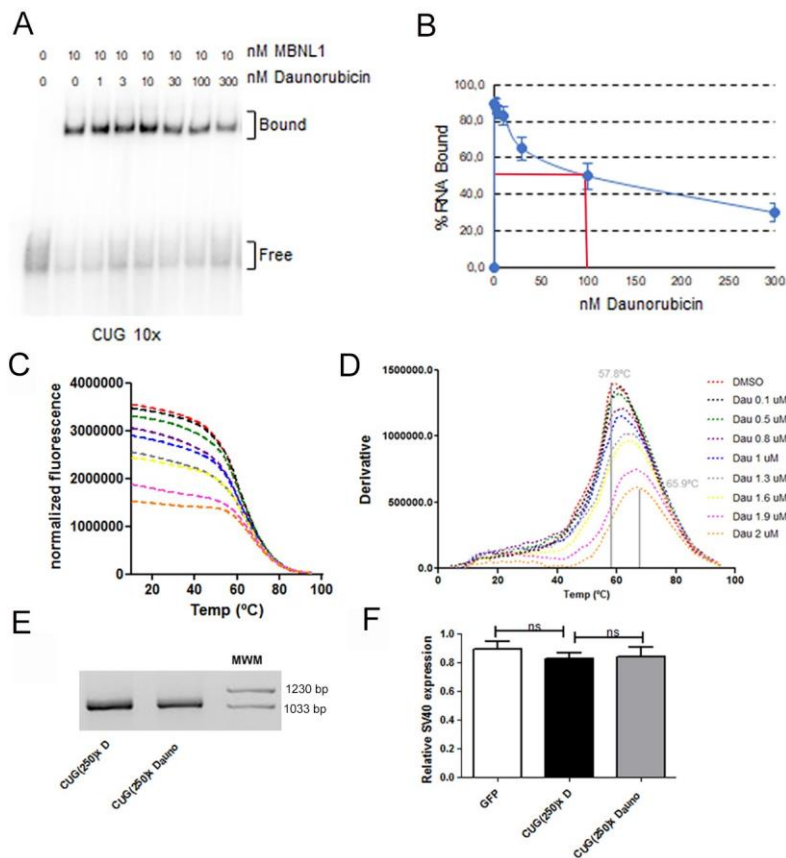 A
0 10 10 10 10 10 10 10 nM MBNL1
0 0 1 3 10 30 100 300 nM Daunorubicin
Bound
Free
CUG 10x
B
100,0
80,0
60,0
40,0
20,0
0,0
% RNA Bound
0 50 100 150 200 250 300
nM Daunorubicin
C
4000000
3000000
2000000
1000000
0
normalized fluorescence
20 40 60 80 100
Temp (ºC)
D
1500000.0
1000000.0
500000.0
0.0
Derivative
57.8ºC
65.9ºC
0 20 40 60 80 100
Temp (ºC)
DMSO
Dau 0.1 uM
Dau 0.5 uM
Dau 0.8 uM
Dau 1 uM
Dau 1.3 uM
Dau 1.6 uM
Dau 1.9 uM
Dau 2 uM
E
MWM
1230 bp
1033 bp
CUG(250)x D
CUG(250)x Dauno
F
Relative SV40 expression
1.0
0.8
0.6
0.4
0.2
0.0
ns
ns
GFP
CUG(250)x D
CUG(250)x Dauno